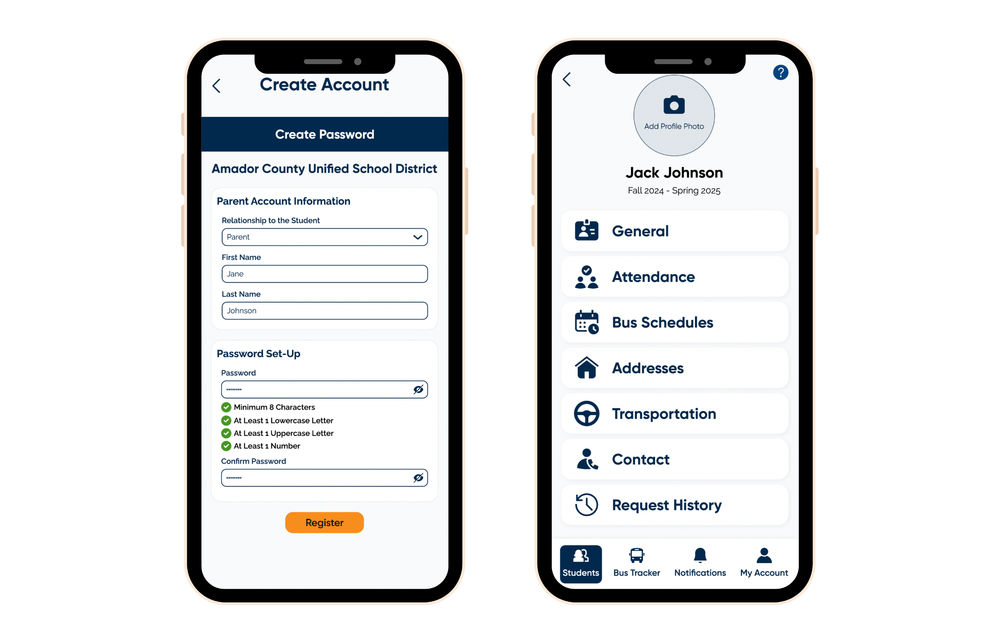 Create Account
Create Password
Amador County Unified School District
Parent Account Information
Relationship to the Student
Parent
First Name
Jane
Last Name
Johnson
Password Set-Up
Password
Minimum 8 Characters
At Least 1 Lowercase Letter
At Least 1 Uppercase Letter
At Least 1 Number
Confirm Password
Register
?
Add Profile Photo
Jack Johnson
Fall 2024 - Spring 2025
General
Attendance
Bus Schedules
Addresses
Transportation
Contact
Request History
Students
Bus Tracker
Notifications
My Account